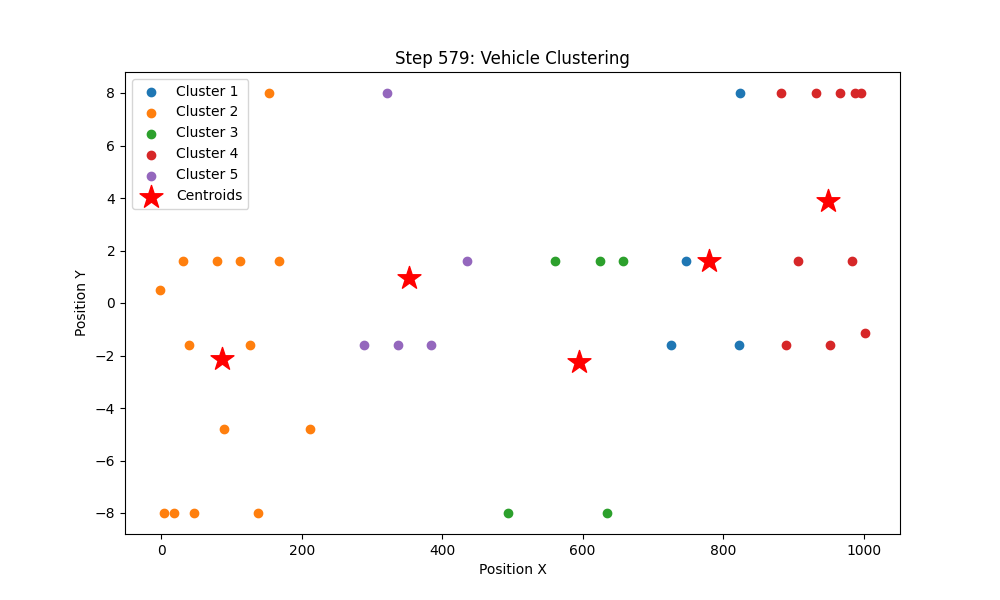 Step 579: Vehicle Clustering
Cluster 1
Cluster 2
Cluster 3
Cluster 4
Cluster 5
Centroids
8
6
4
2
0
−2
−4
−6
−8
Position Y
0
200
400
600
800
1000
Position X